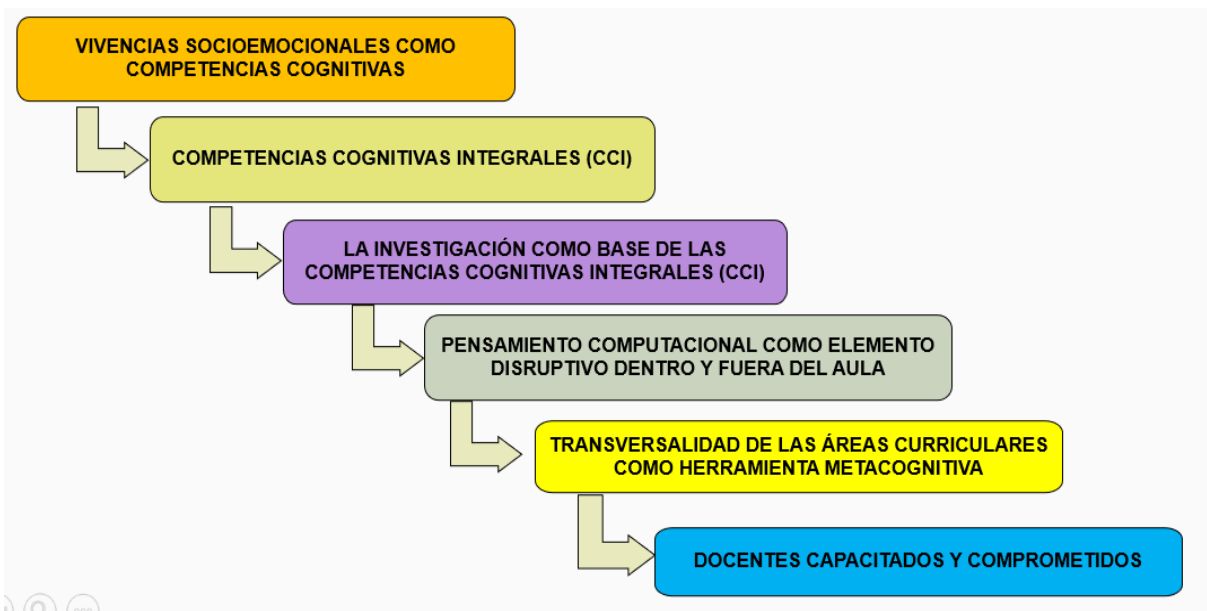 VIVENCIAS SOCIOEMOCIONALES COMO
COMPETENCIAS COGNITIVAS
COMPETENCIAS COGNITIVAS INTEGRALES (CCI)
LA INVESTIGACIÓN COMO BASE DE LAS
COMPETENCIAS COGNITIVAS INTEGRALES (CCI)
PENSAMIENTO COMPUTACIONAL COMO ELEMENTO
DISRUPTIVO DENTRO Y FUERA DEL AULA
TRANSVERSALIDAD DE LAS ÁREAS CURRICULARES
COMO HERRAMIENTA METACOGNITIVA
DOCENTES CAPACITADOS Y COMPROMETIDOS